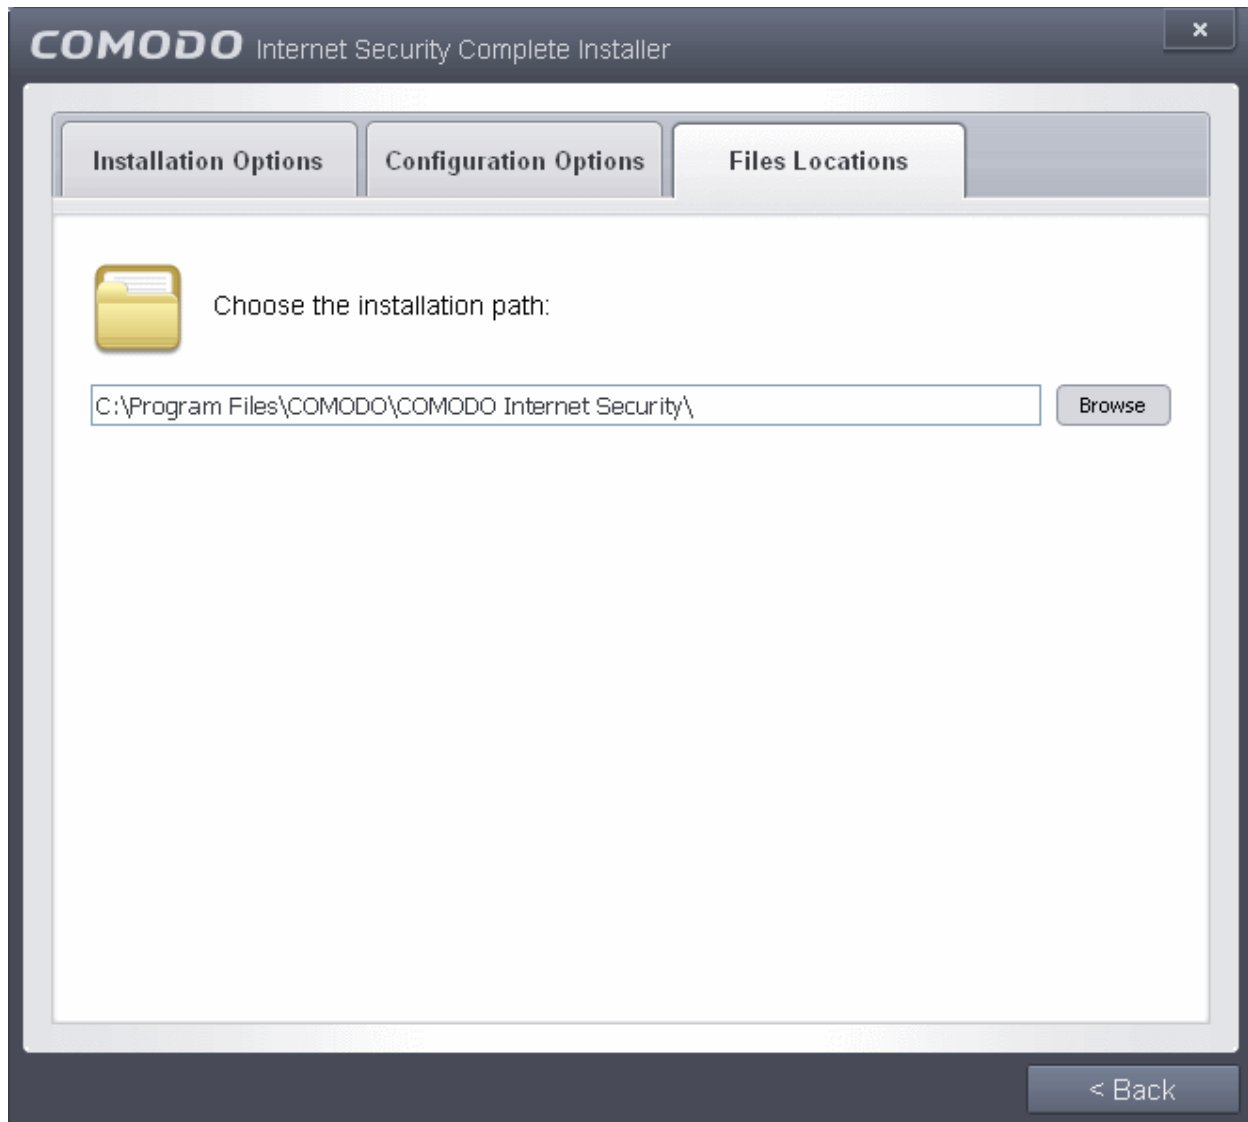 COMODO Internet Security Complete Installer
x
Installation Options
Configuration Options
Files Locations
Choose the installation path:
C:\Program Files\COMODO\COMODO Internet Security\
Browse
< Back